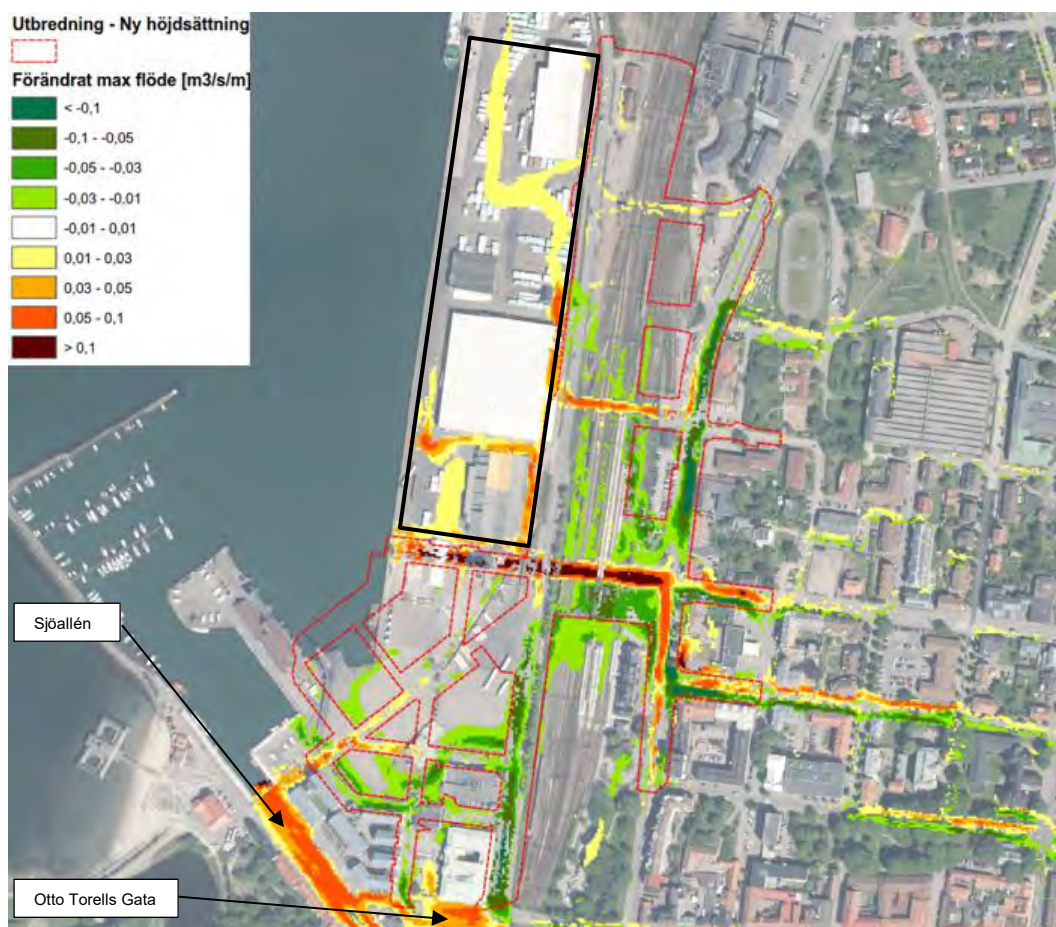 Utbredning - Ny höjdsättning
Förändrat max flöde [m3/s/m]
< -0,1
-0,1 - -0,05
-0,05 - -0,03
-0,03 - -0,01
-0,01 - 0,01
0,01 - 0,03
0,03 - 0,05
0,05 - 0,1
> 0,1
Sjöallén
Otto Torells Gata